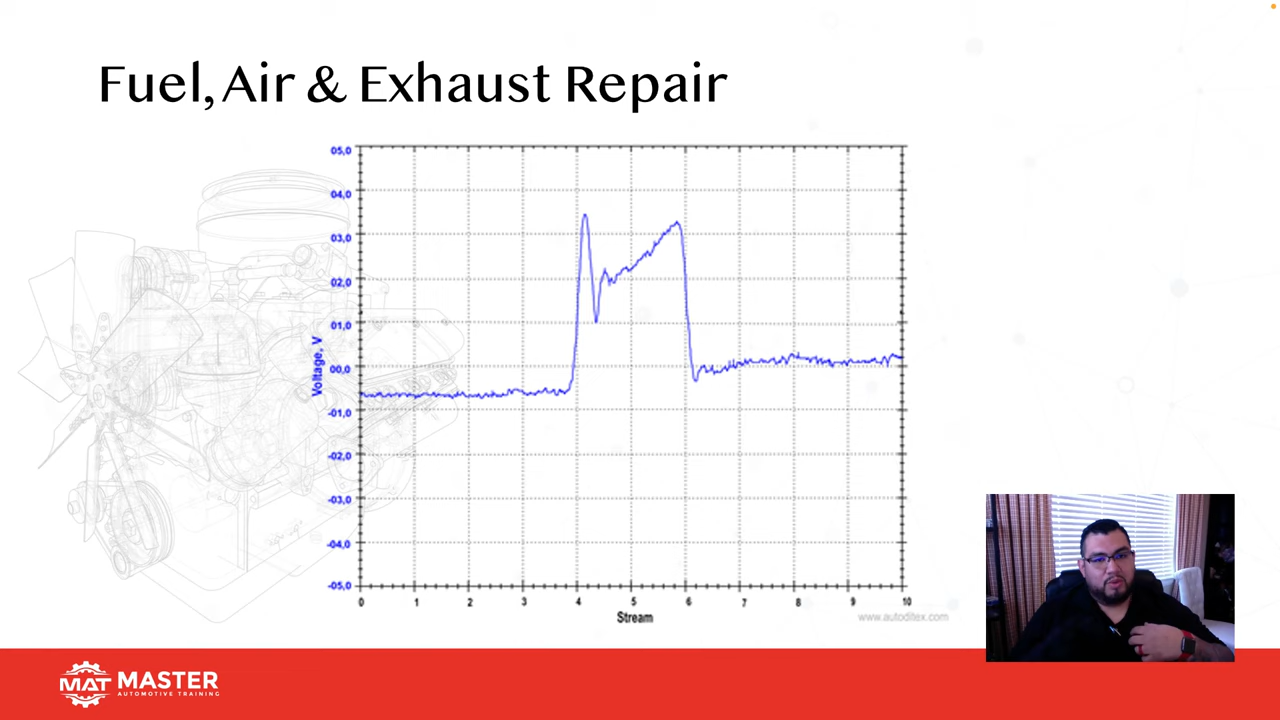 Fuel, Air & Exhaust Repair
05,0
04,0
03,0
02,0
01,0
00,0
-01,0
-02,0
-03,0
-04,0
-05,0
Voltage, V
0 1 2 3 4 5 6 7 8 9 10
Stream
www.autoditex.com
MAT MASTER
AUTOMOTIVE TRAINING